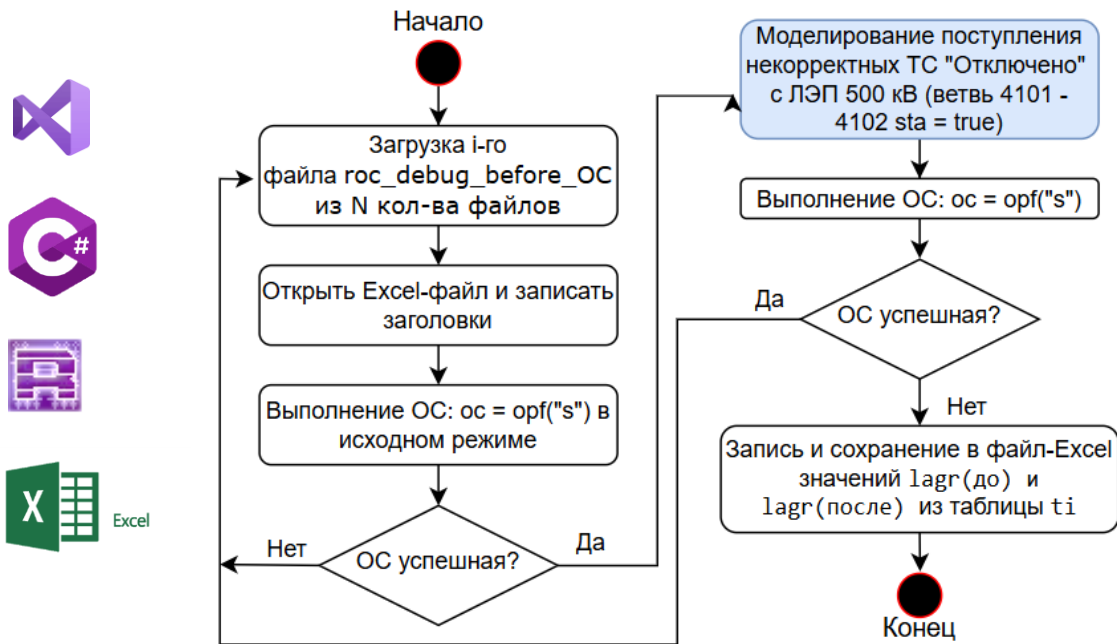 Начало
Загрузка i-го
файла roc_debug_before_OC
из N кол-ва файлов
Открыть Excel-файл и записать
заголовки
Выполнение ОС: oc = opf("s") в
исходном режиме
ОС успешная?
Нет
Да
Моделирование поступления
некорректных ТС "Отключено"
с ЛЭП 500 кВ (ветвь 4101 -
4102 sta = true)
Выполнение ОС: oc = opf("s")
ОС успешная?
Да
Нет
Запись и сохранение в файл-Excel
значений lagr(до) и
lagr(после) из таблицы ti
Конец
C#
X
Excel